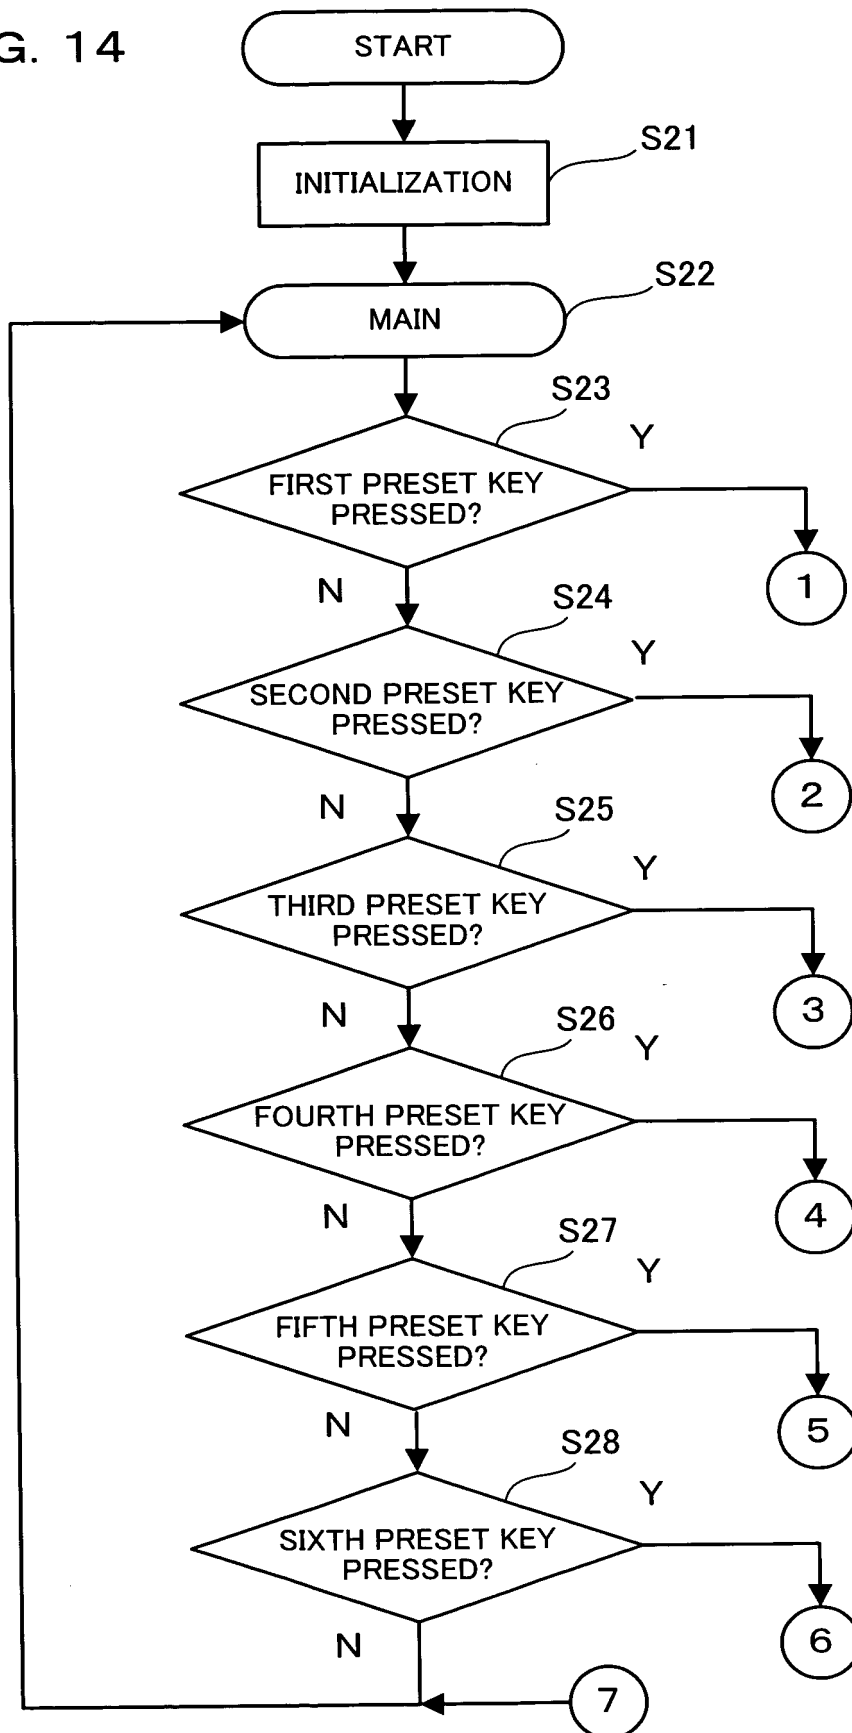 G. 14
START
S21
INITIALIZATION
S22
MAIN
S23
Y
FIRST PRESET KEY
PRESSED?
1
N
S24
Y
SECOND PRESET KEY
PRESSED?
2
N
S25
Y
THIRD PRESET KEY
PRESSED?
3
N
S26
Y
FOURTH PRESET KEY
PRESSED?
4
N
S27
Y
FIFTH PRESET KEY
PRESSED?
5
N
S28
Y
SIXTH PRESET KEY
PRESSED?
6
N
7